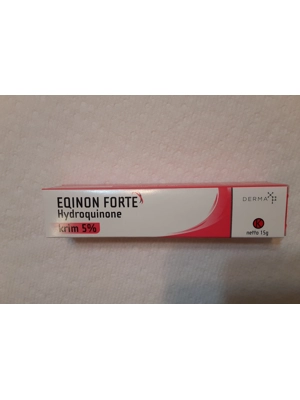 EQINON FORTE
Hydroquinone
krim 5%
DERMA
K
netto 15g